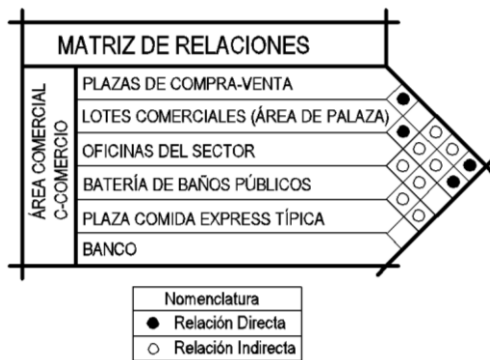 MATRIZ DE RELACIONES
ÁREA COMERCIAL
C-COMERCIO
PLAZAS DE COMPRA-VENTA
LOTES COMERCIALES (ÁREA DE PALAZA)
OFICINAS DEL SECTOR
BATERÍA DE BAÑOS PÚBLICOS
PLAZA COMIDA EXPRESS TÍPICA
BANCO
Nomenclatura
Relación Directa
Relación Indirecta